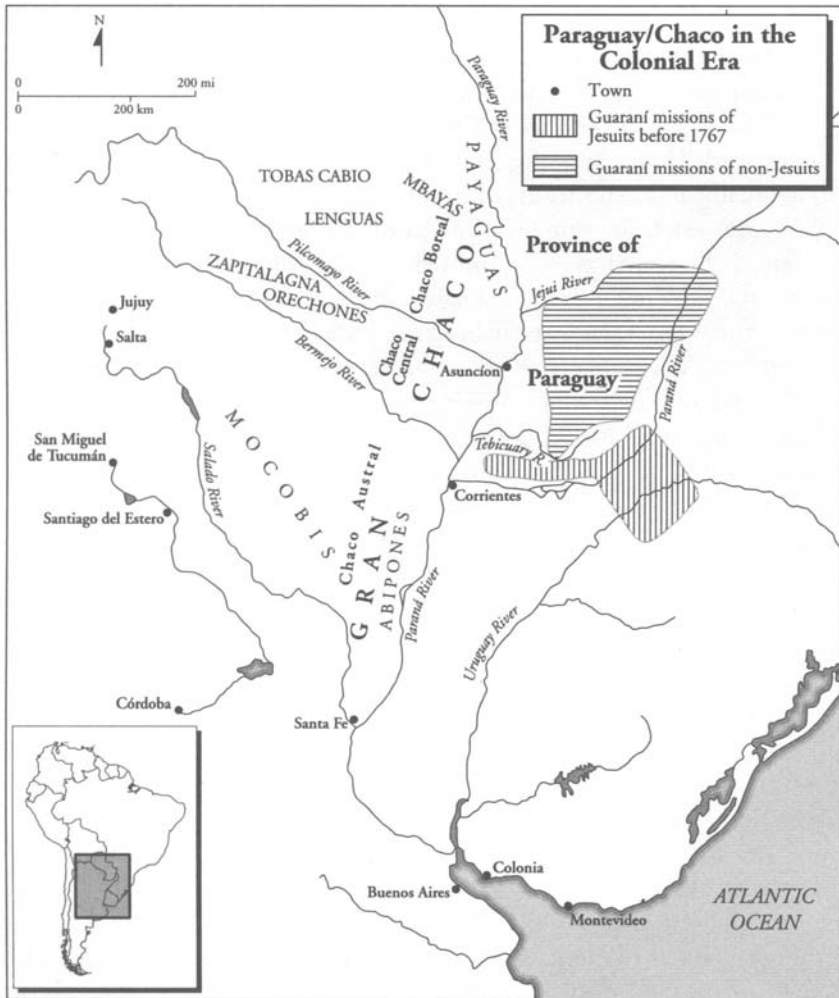 N
0
200 mi
0
200 km
Paraguay/Chaco in the
Colonial Era
Town
Guaraní missions of
Jesuits before 1767
Guaraní missions of non-Jesuits
Paraguay River
PAYAGUAS
TOBAS CABIO
MBAYÁS
LENGUAS
Chaco Boreal
Province of
Pilcomayo River
ZAPITALAGNA
ORECHONES
Jejui River
Jujuy
Salta
Bermejo River
Chaco
Central
CHACO
Asuncíon
Paraguay
Paraná River
MOCOBIS
San Miguel
de Tucumán
Salado River
Tebicuary R.
Corrientes
Santiago del Estero
Chaco Austral
GRAN
ABIPONES
Paraná River
Uruguay River
Córdoba
Santa Fe
Colonia
Buenos Aires
Montevideo
ATLANTIC
OCEAN